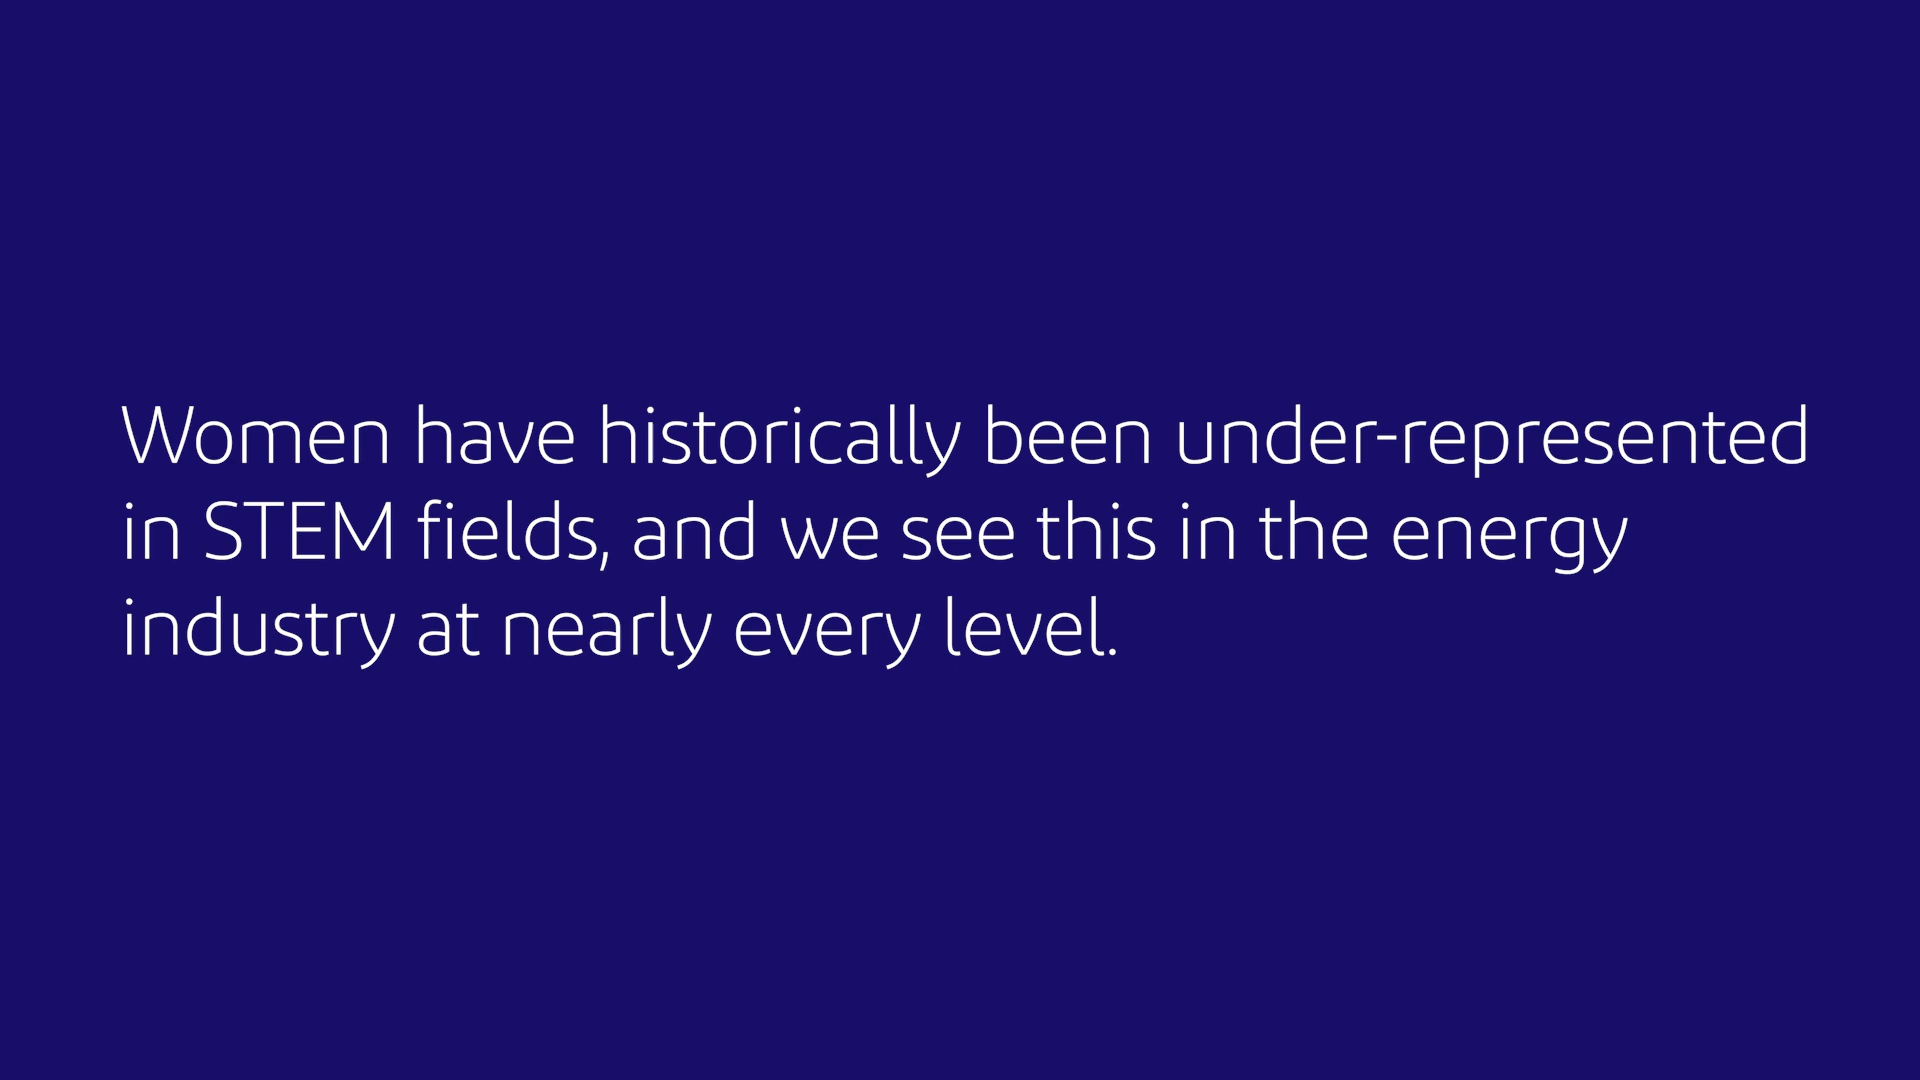 Women have historically been under-represented
in STEM fields, and we see this in the energy
industry at nearly every level.